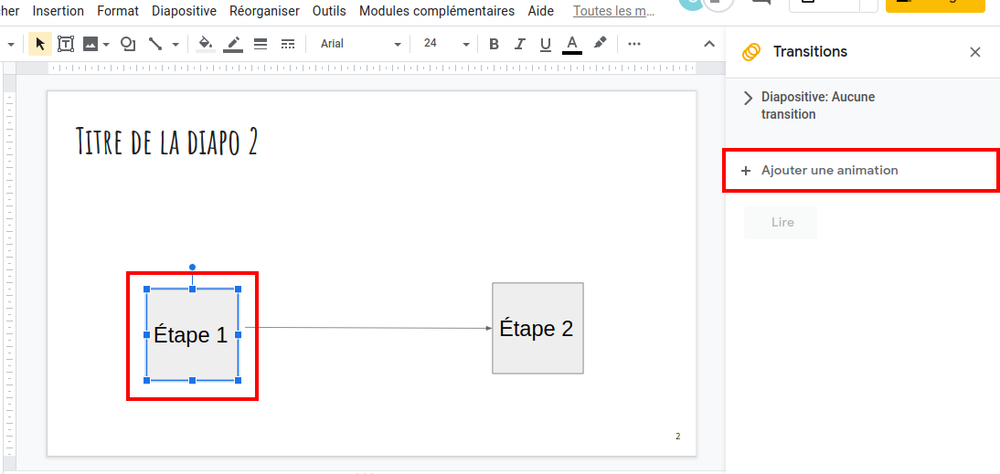 cher Insertion Format Diapositive Réorganiser Outils Modules complémentaires Aide Toutes les m…
Arial 24 B I U A
Transitions
Diapositive: Aucune
transition
Ajouter une animation
Lire
Titre de la diapo 2
Étape 1
Étape 2
2